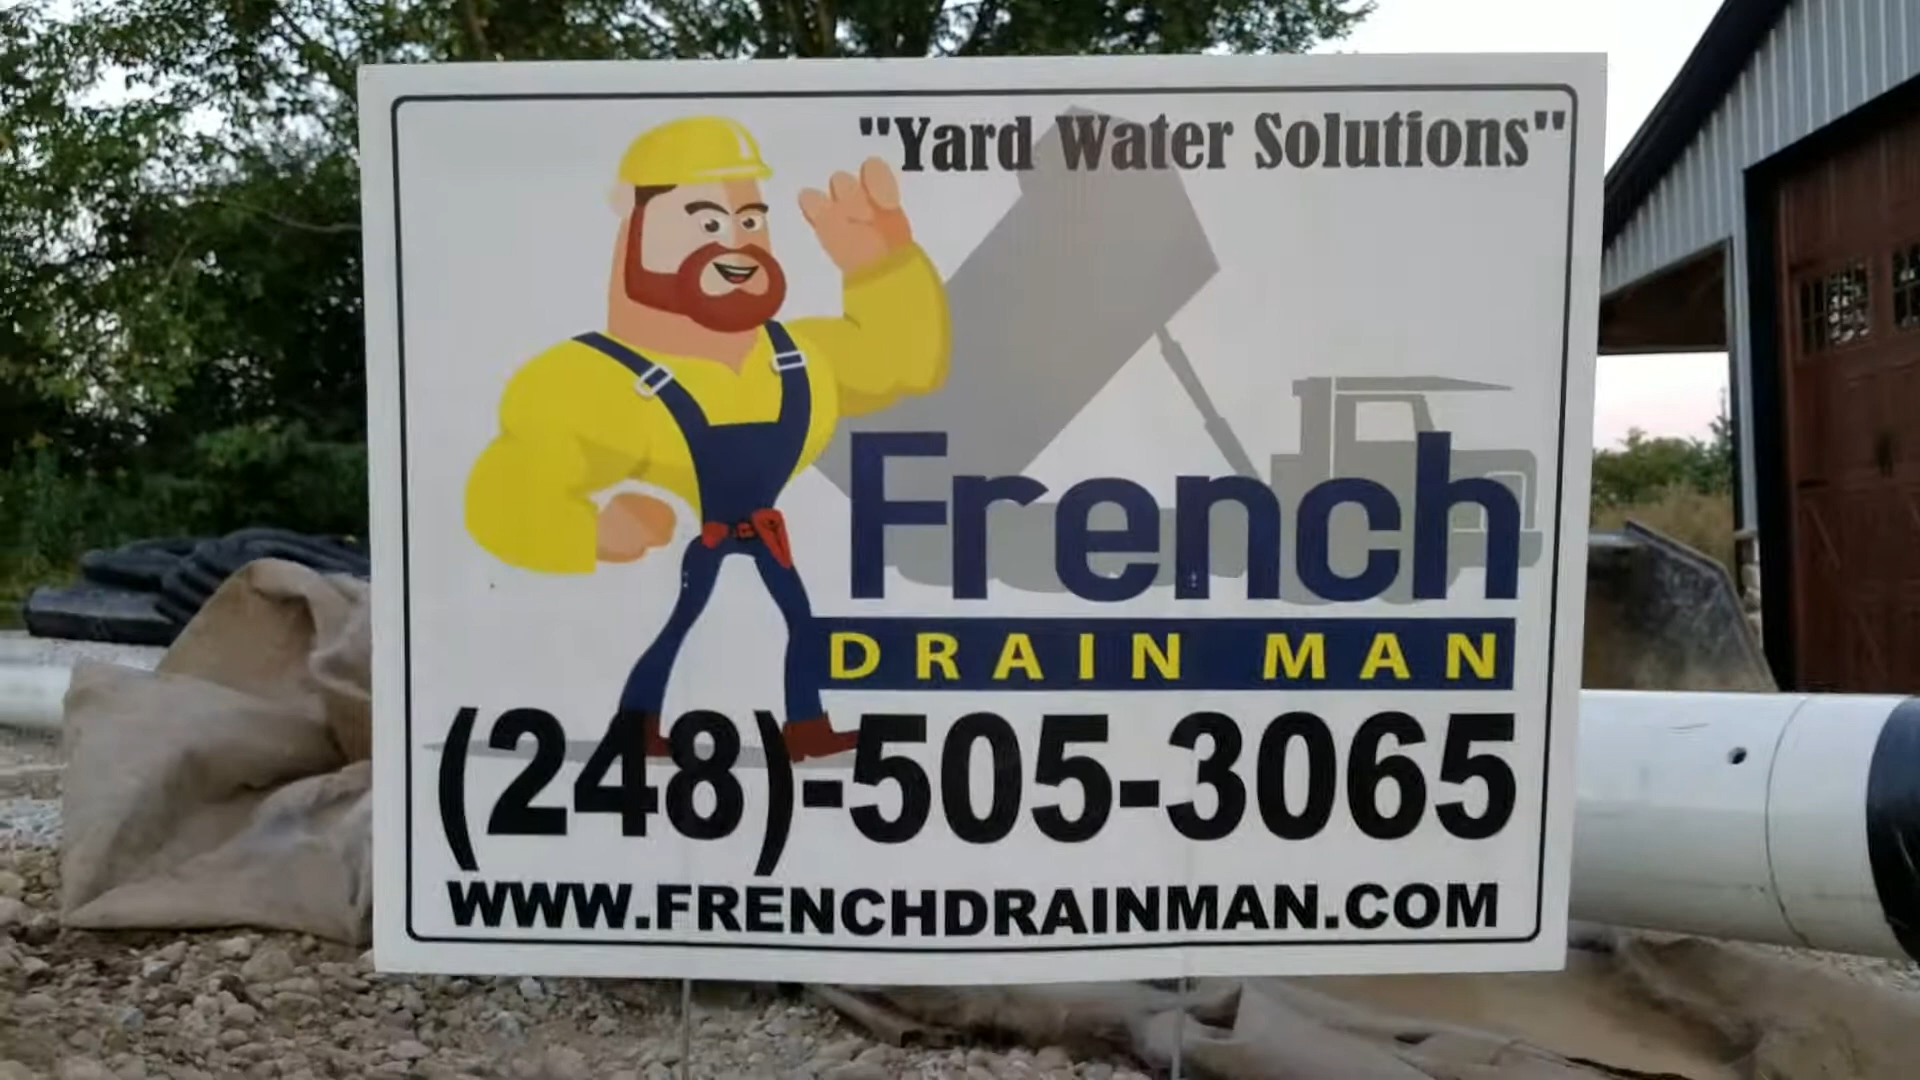 "Yard Water Solutions"
French
DRAIN MAN
(248)-505-3065
WWW.FRENCHDRAINMAN.COM